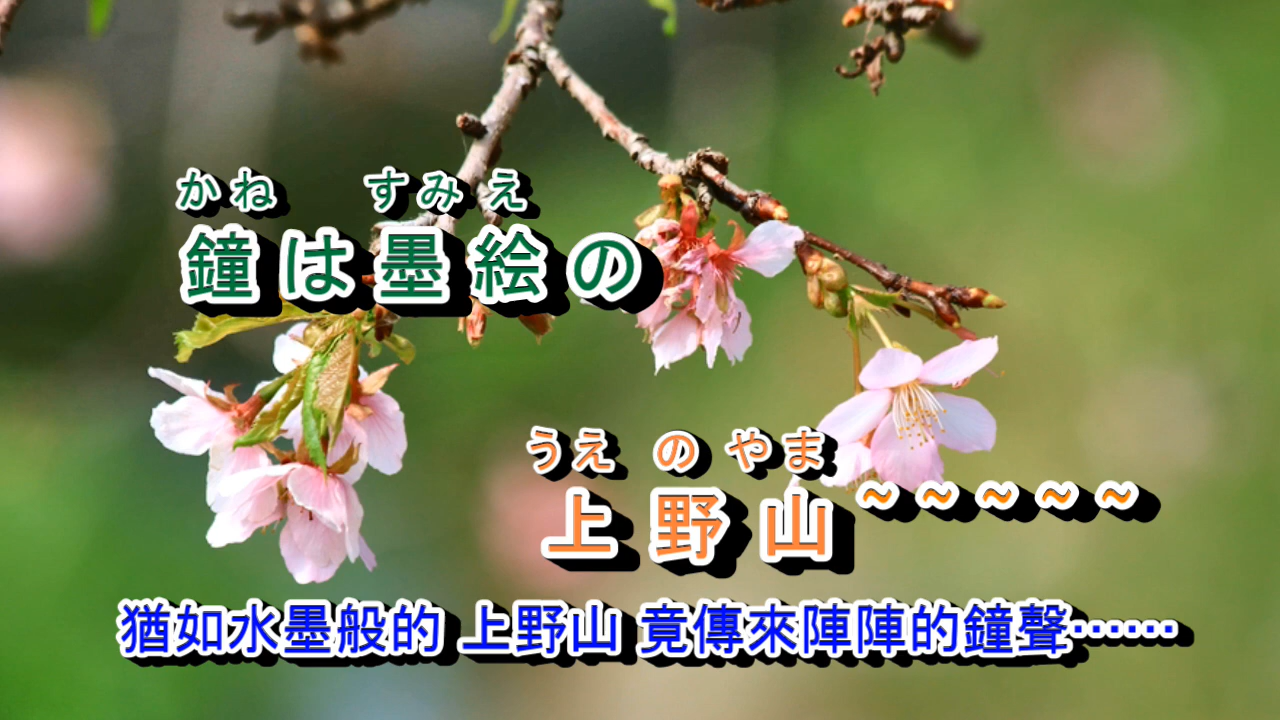 かね すみえ
鐘は墨絵の
うえ の やま
上野山~~~~~
猶如水墨般的 上野山 竟傳來陣陣的鐘聲⋯⋯